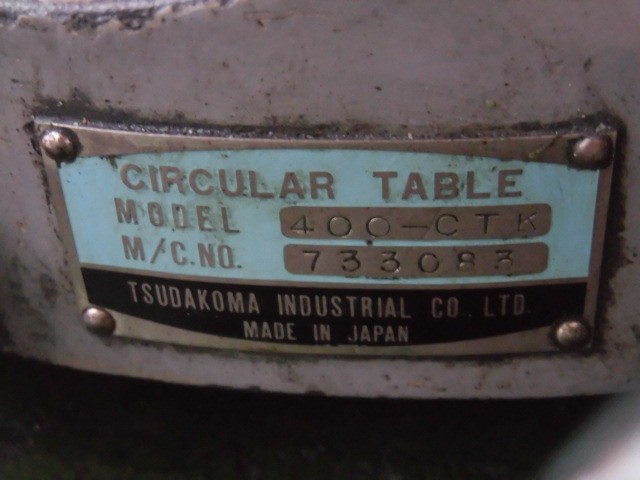 CIRCULAR TABLE
MODEL 400-CTK
M/C.NO. 733083
TSUDAKOMA INDUSTRIAL CO., LTD.
MADE IN JAPAN